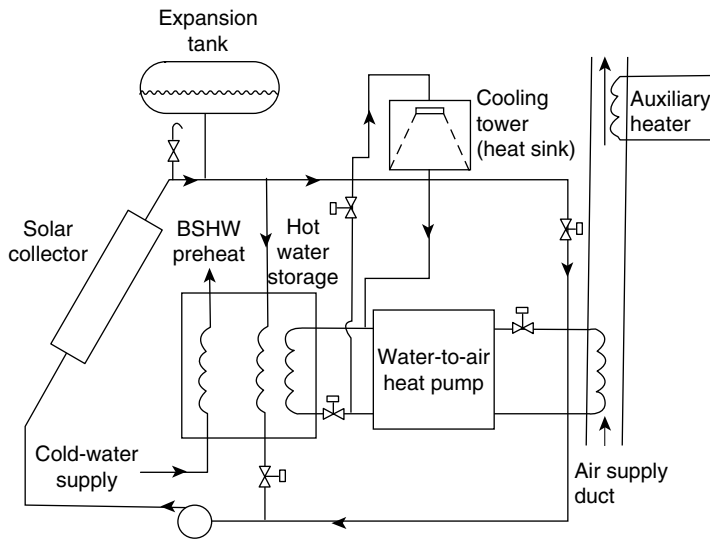 Expansion
tank
Cooling
tower
(heat sink)
Auxiliary
heater
Solar
collector
BSHW
preheat
Hot
water
storage
Water-to-air
heat pump
Cold-water
supply
Air supply
duct